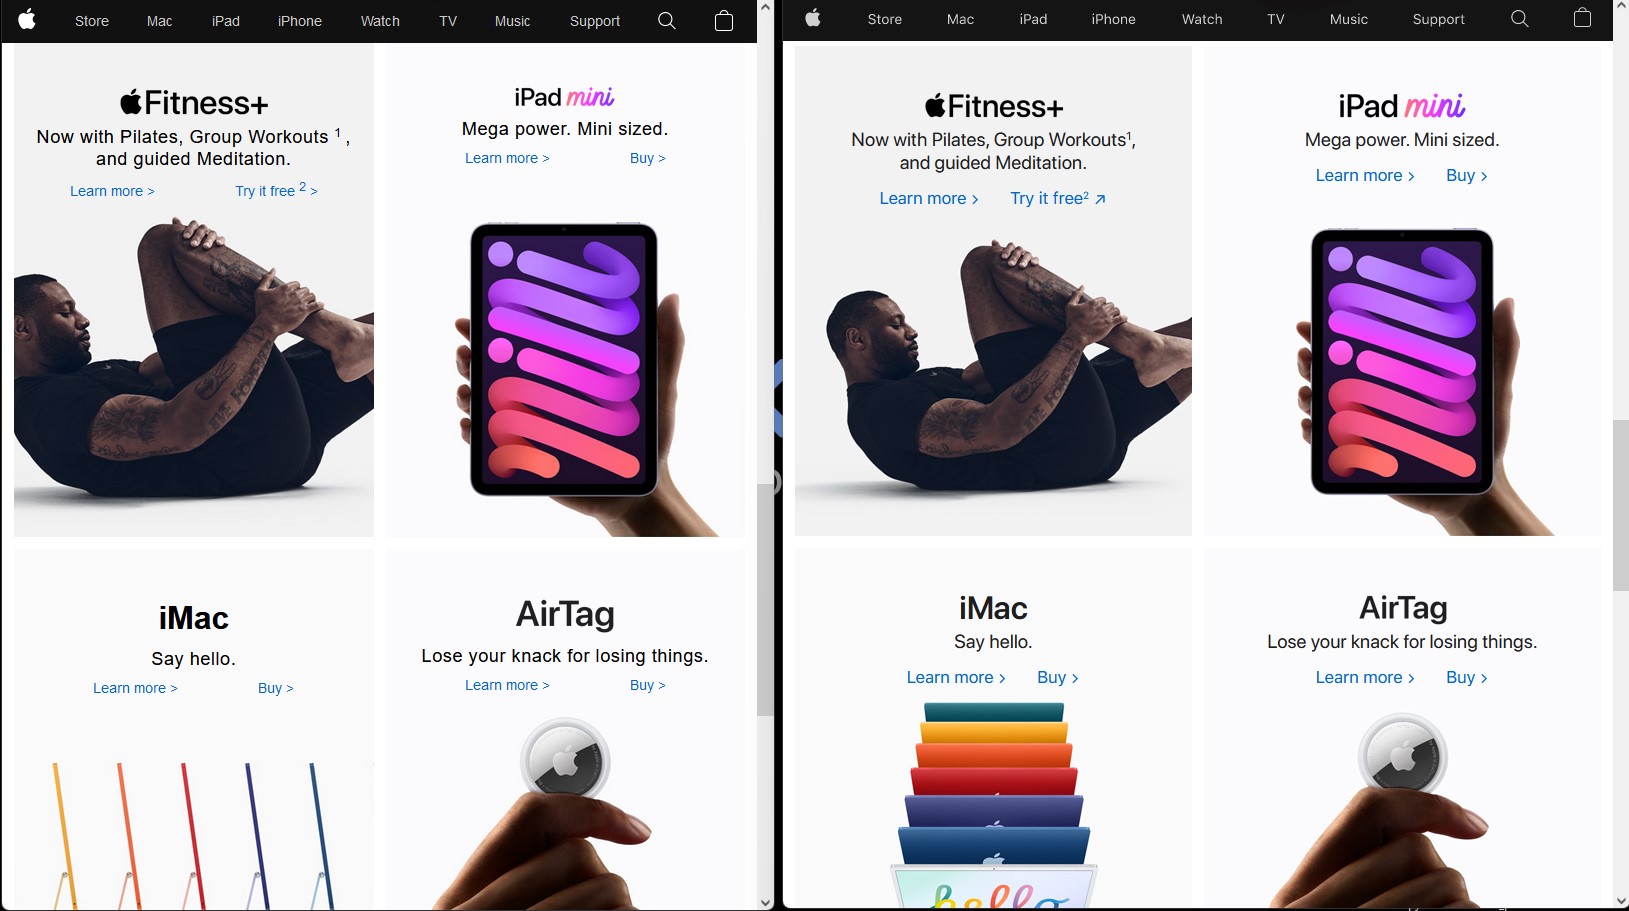 Store Mac iPad iPhone Watch TV Music Support
Fitness+
Now with Pilates, Group Workouts 1,
and guided Meditation.
Learn more > Try it free 2 >
iPad mini
Mega power. Mini sized.
Learn more > Buy >
iMac
Say hello.
Learn more > Buy >
AirTag
Lose your knack for losing things.
Learn more > Buy >
Store Mac iPad iPhone Watch TV Music Support
Fitness+
Now with Pilates, Group Workouts1,
and guided Meditation.
Learn more > Try it free2 ↗
iPad mini
Mega power. Mini sized.
Learn more > Buy >
iMac
Say hello.
Learn more > Buy >
hello
AirTag
Lose your knack for losing things.
Learn more > Buy >